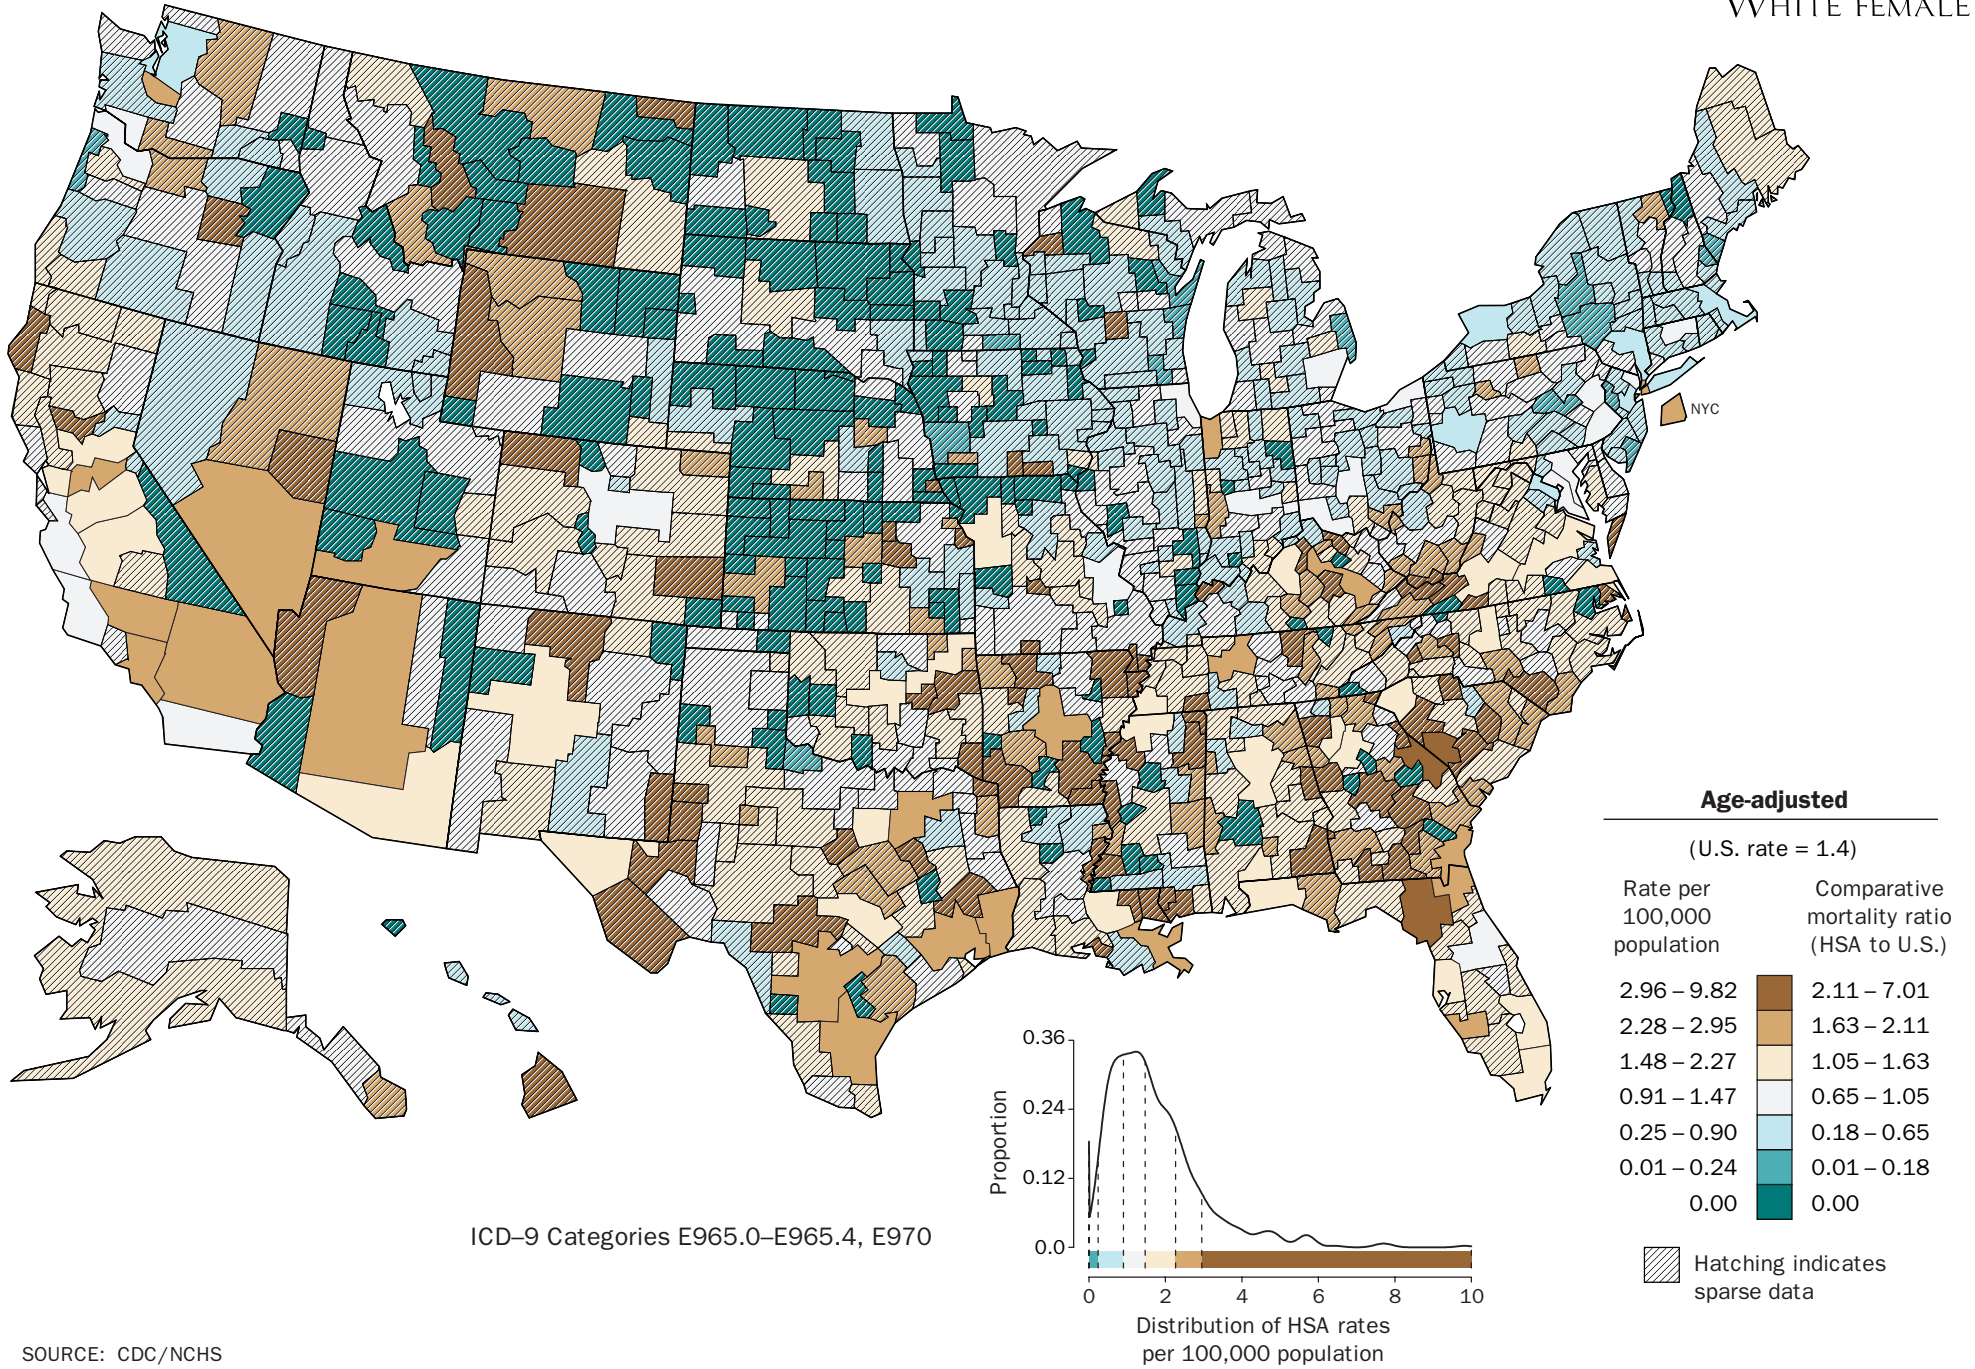 WHITE FEMALE
NYC
Age-adjusted
(U.S. rate = 1.4)
Rate per
100,000
population
Comparative
mortality ratio
(HSA to U.S.)
2.96 – 9.82 2.11 – 7.01
2.28 – 2.95 1.63 – 2.11
1.48 – 2.27 1.05 – 1.63
0.91 – 1.47 0.65 – 1.05
0.25 – 0.90 0.18 – 0.65
0.01 – 0.24 0.01 – 0.18
0.00 0.00
Hatching indicates
sparse data
0.36
0.24
0.12
0.0
Proportion
0 2 4 6 8 10
Distribution of HSA rates
per 100,000 population
ICD–9 Categories E965.0–E965.4, E970
SOURCE: CDC/NCHS